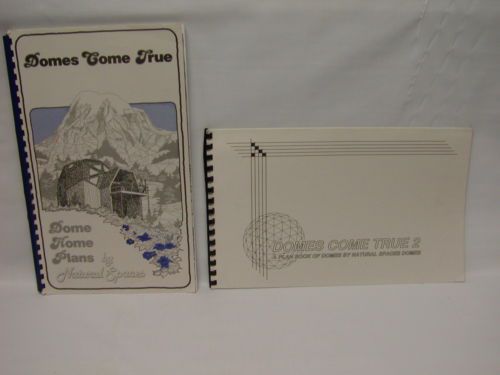 Domes Come True
Dome
Home
Plans by
Natural Spaces
DOMES COME TRUE 2
A PLAN BOOK OF DOMES BY NATURAL SPACES DOMES